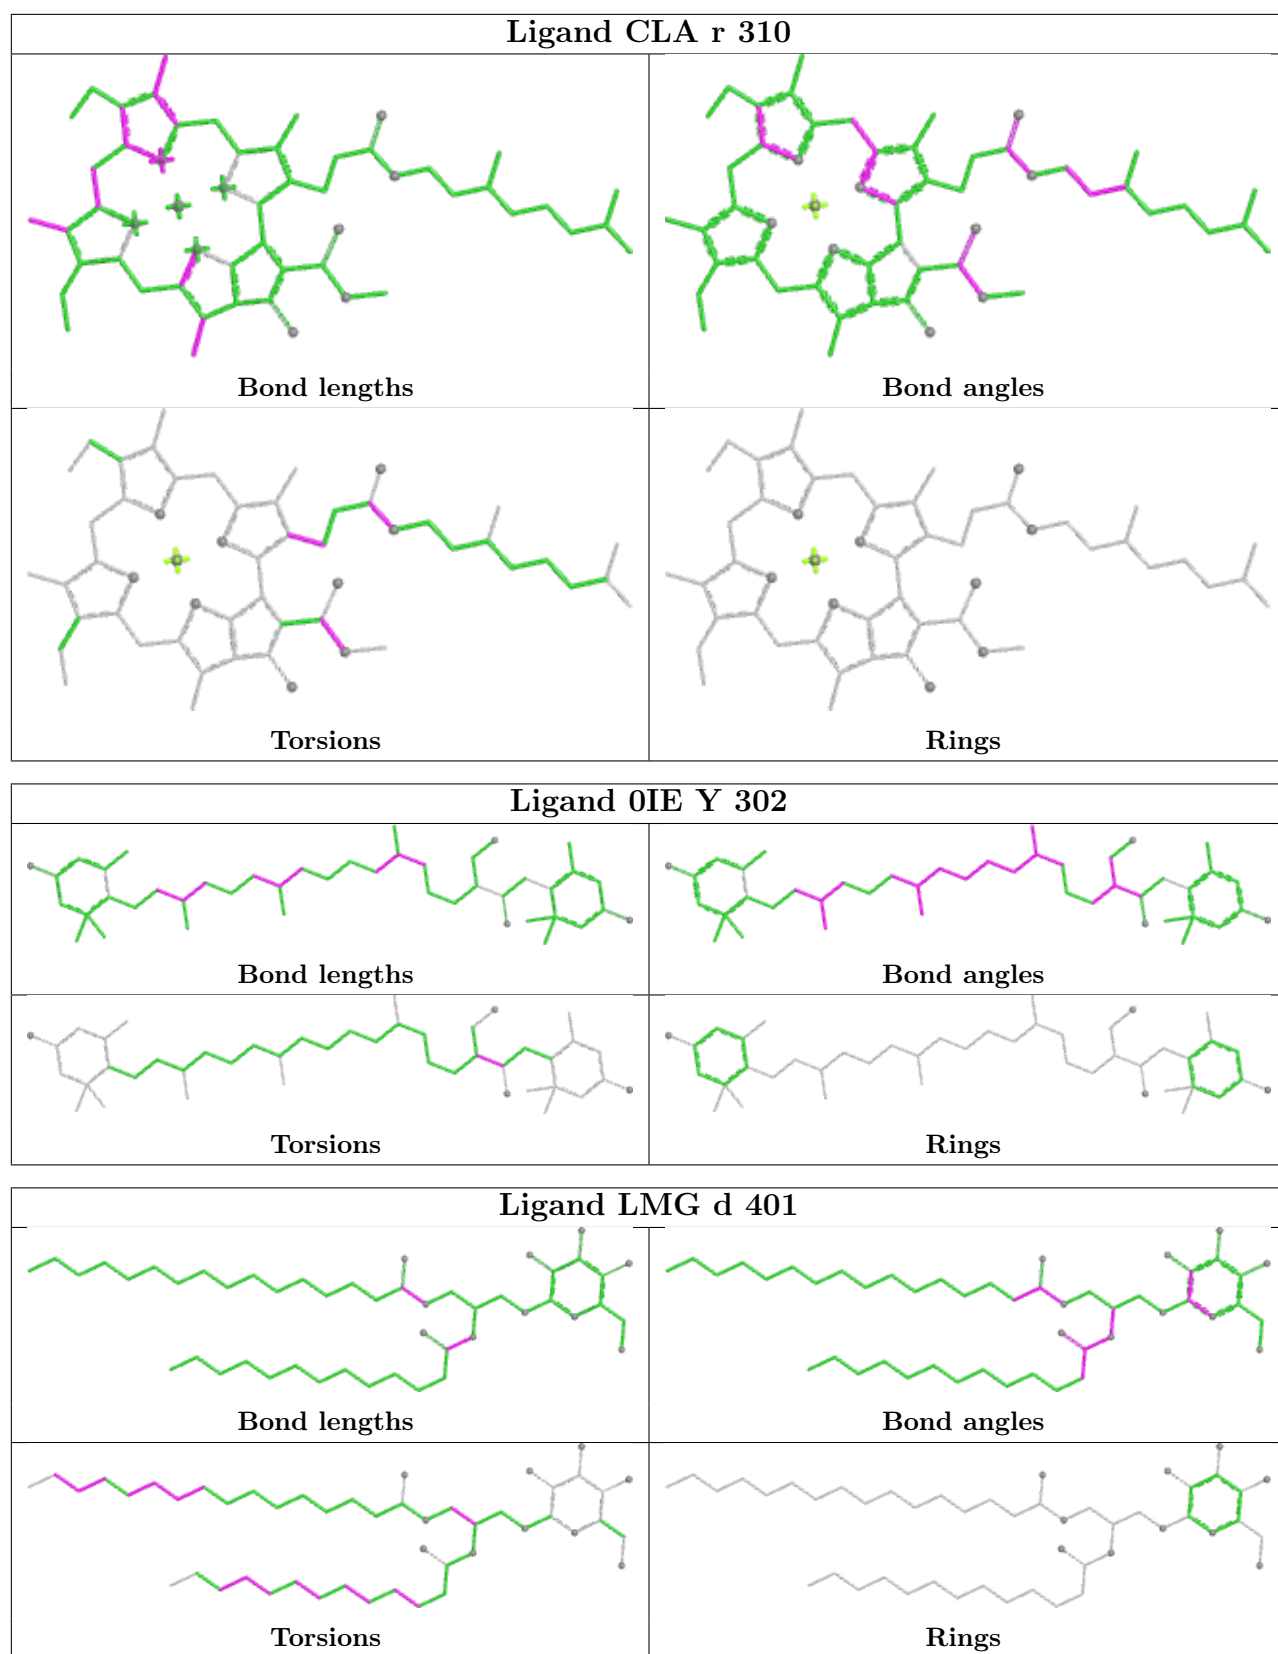 Ligand CLA r 310
Bond lengths
Bond angles
Torsions
Rings
Ligand 0IE Y 302
Bond lengths
Bond angles
Torsions
Rings
Ligand LMG d 401
Bond lengths
Bond angles
Torsions
Rings